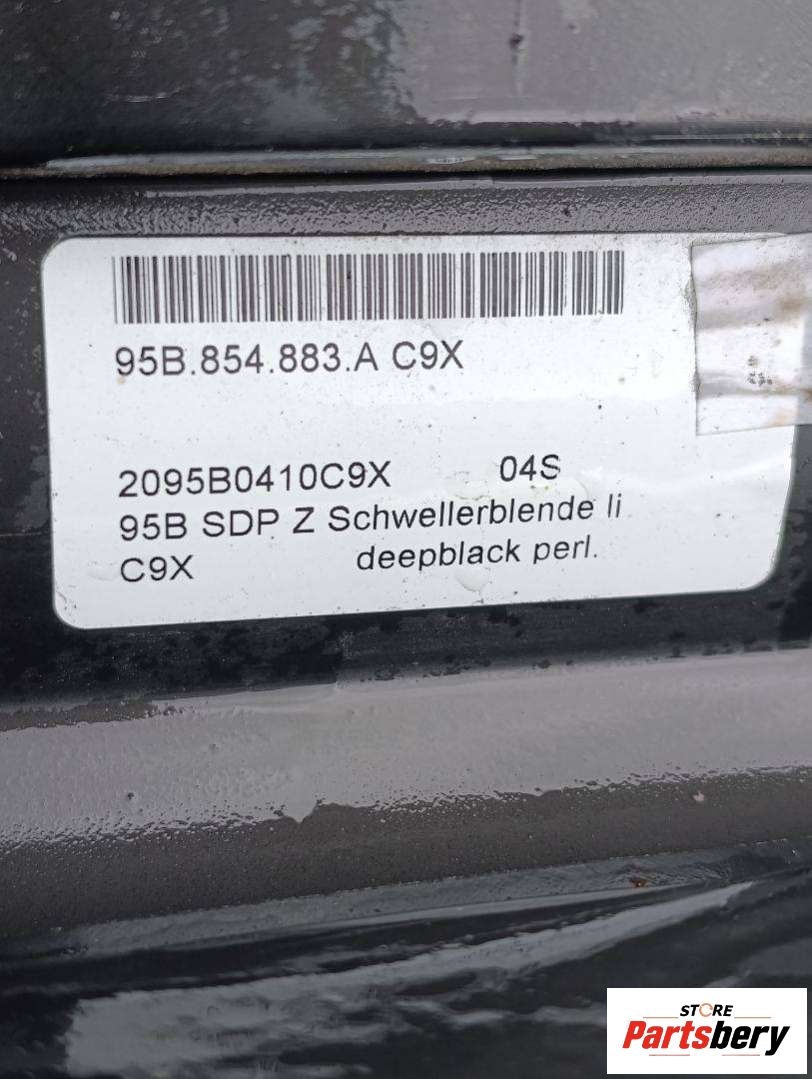 95B.854.883.A C9X
2095B0410C9X 04S
95B SDP Z Schwellerblende li
C9X deepblack perl.
STORE
Partsbery